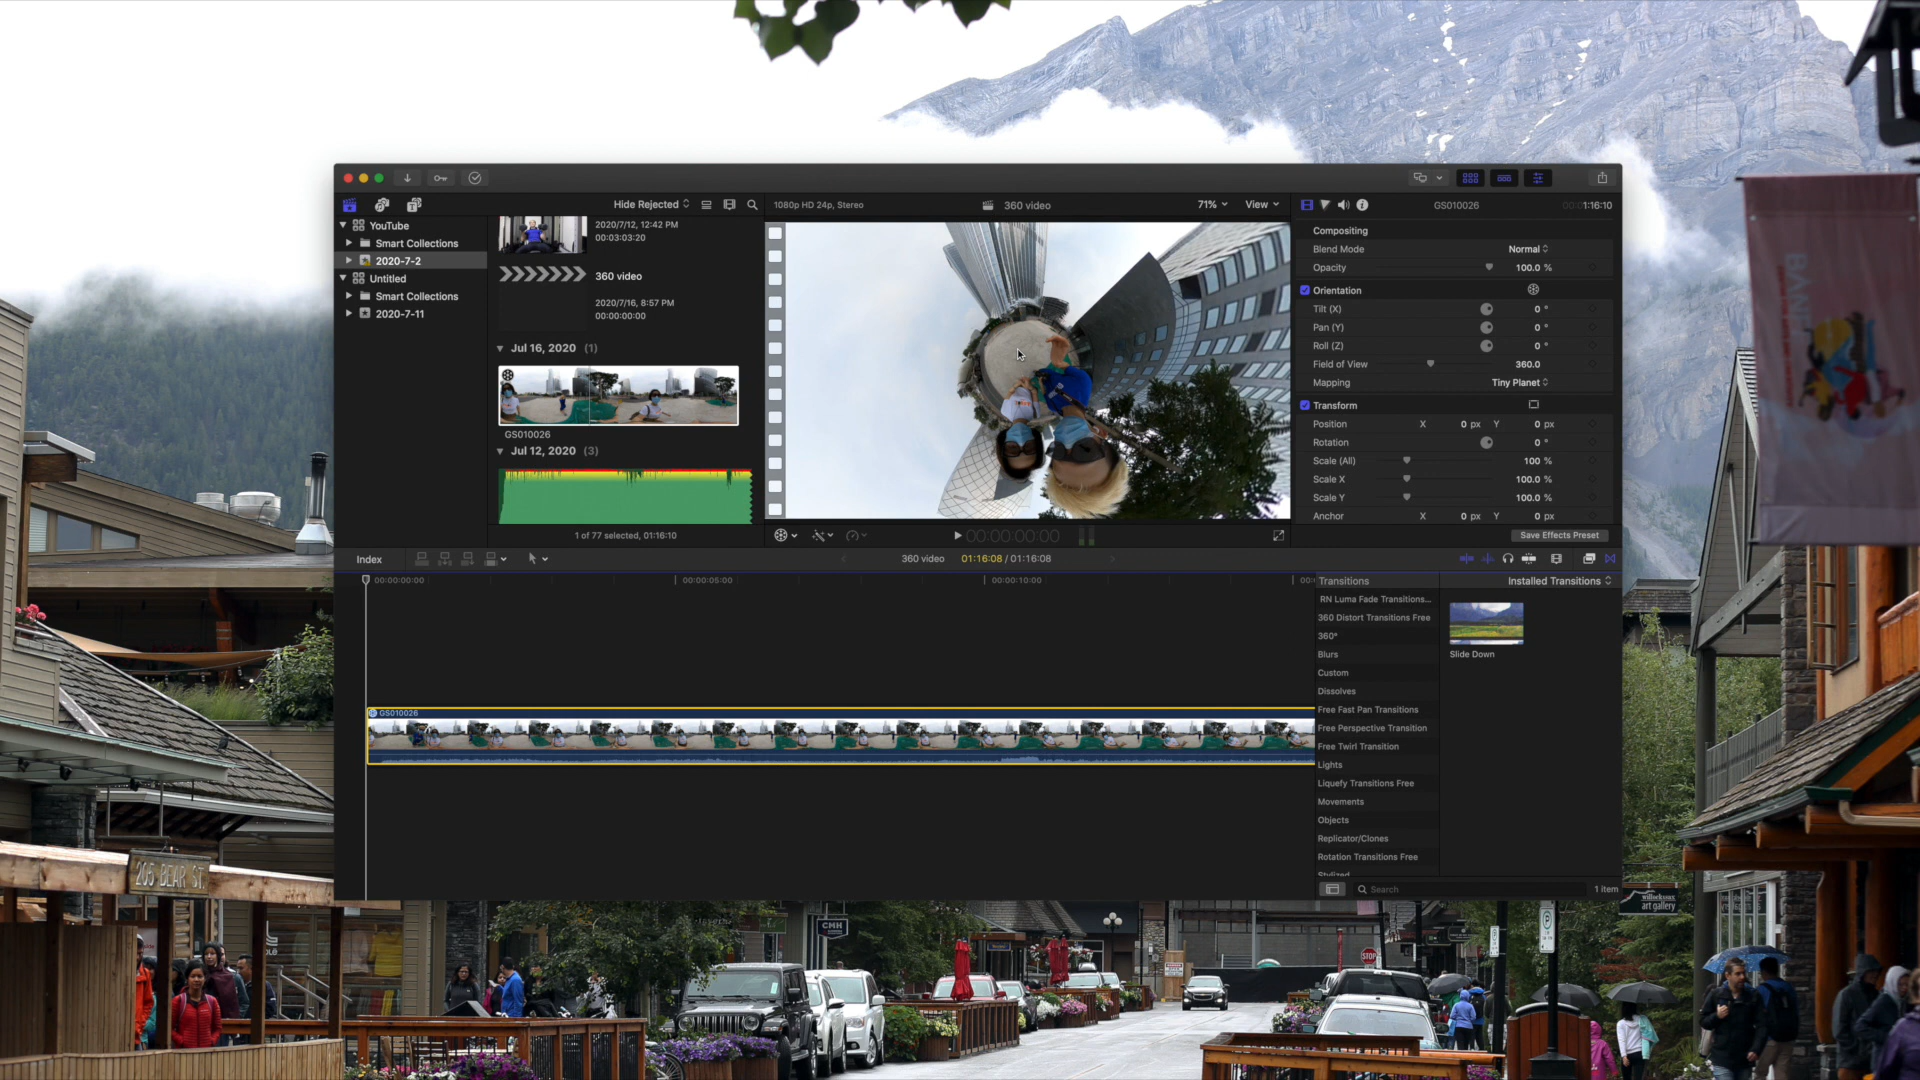 Hide Rejected
1080p HD 24p, Stereo
360 video
71%
View
GS010026
00:01:16:10
YouTube
Smart Collections
2020-7-2
Untitled
Smart Collections
2020-7-11
2020/7/12, 12:42 PM
00:03:03:20
360 video
2020/7/16, 8:57 PM
00:00:00:00
Jul 16, 2020 (1)
GS010026
Jul 12, 2020 (3)
1 of 77 selected, 01:16:10
00:00:00:00
Compositing
Blend Mode Normal
Opacity 100.0 %
Orientation
Tilt (X) 0 °
Pan (Y) 0 °
Roll (Z) 0 °
Field of View 360.0
Mapping Tiny Planet
Transform
Position X 0 px Y 0 px
Rotation 0 °
Scale (All) 100 %
Scale X 100.0 %
Scale Y 100.0 %
Anchor X 0 px Y 0 px
Save Effects Preset
Index
360 video 01:16:08 / 01:16:08
00:00:00:00
00:00:05:00
00:00:10:00
GS010026
Transitions
Installed Transitions
RN Luma Fade Transitions...
360 Distort Transitions Free
360°
Blurs
Custom
Dissolves
Free Fast Pan Transitions
Free Perspective Transition
Free Twirl Transition
Lights
Liquefy Transitions Free
Movements
Objects
Replicator/Clones
Rotation Transitions Free
Stylized
Slide Down
Search
1 item
205 BEAR ST.
CMH
STOP
art gallery
P